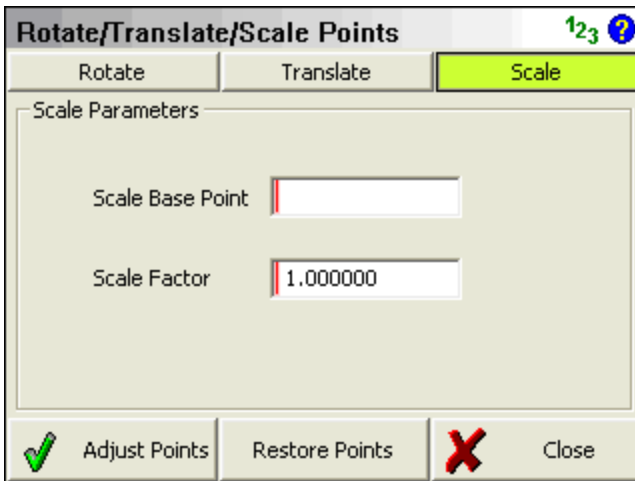 Rotate/Translate/Scale Points 123 ?
Rotate Translate Scale
Scale Parameters
Scale Base Point
Scale Factor 1.000000
Adjust Points Restore Points Close